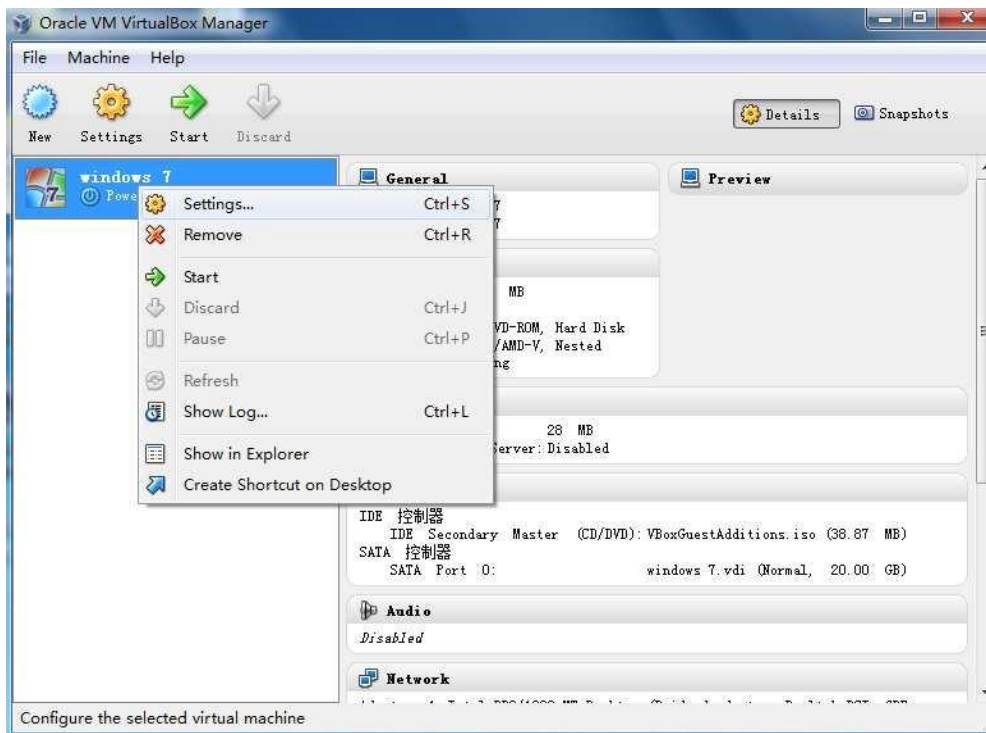 Oracle VM VirtualBox Manager
File Machine Help
New Settings Start Discard
Details Snapshots
windows 7
General
Preview
Settings... Ctrl+S
Remove Ctrl+R
Start
Discard Ctrl+J
Pause Ctrl+P
Refresh
Show Log... Ctrl+L
Show in Explorer
Create Shortcut on Desktop
7
7
MB
VD-ROM, Hard Disk
/AMD-V, Nested
ng
28 MB
Server: Disabled
IDE 控制器
IDE Secondary Master (CD/DVD): VBoxGuestAdditions.iso (38.87 MB)
SATA 控制器
SATA Port 0: windows 7.vdi (Normal, 20.00 GB)
Audio
Disabled
Network
Configure the selected virtual machine